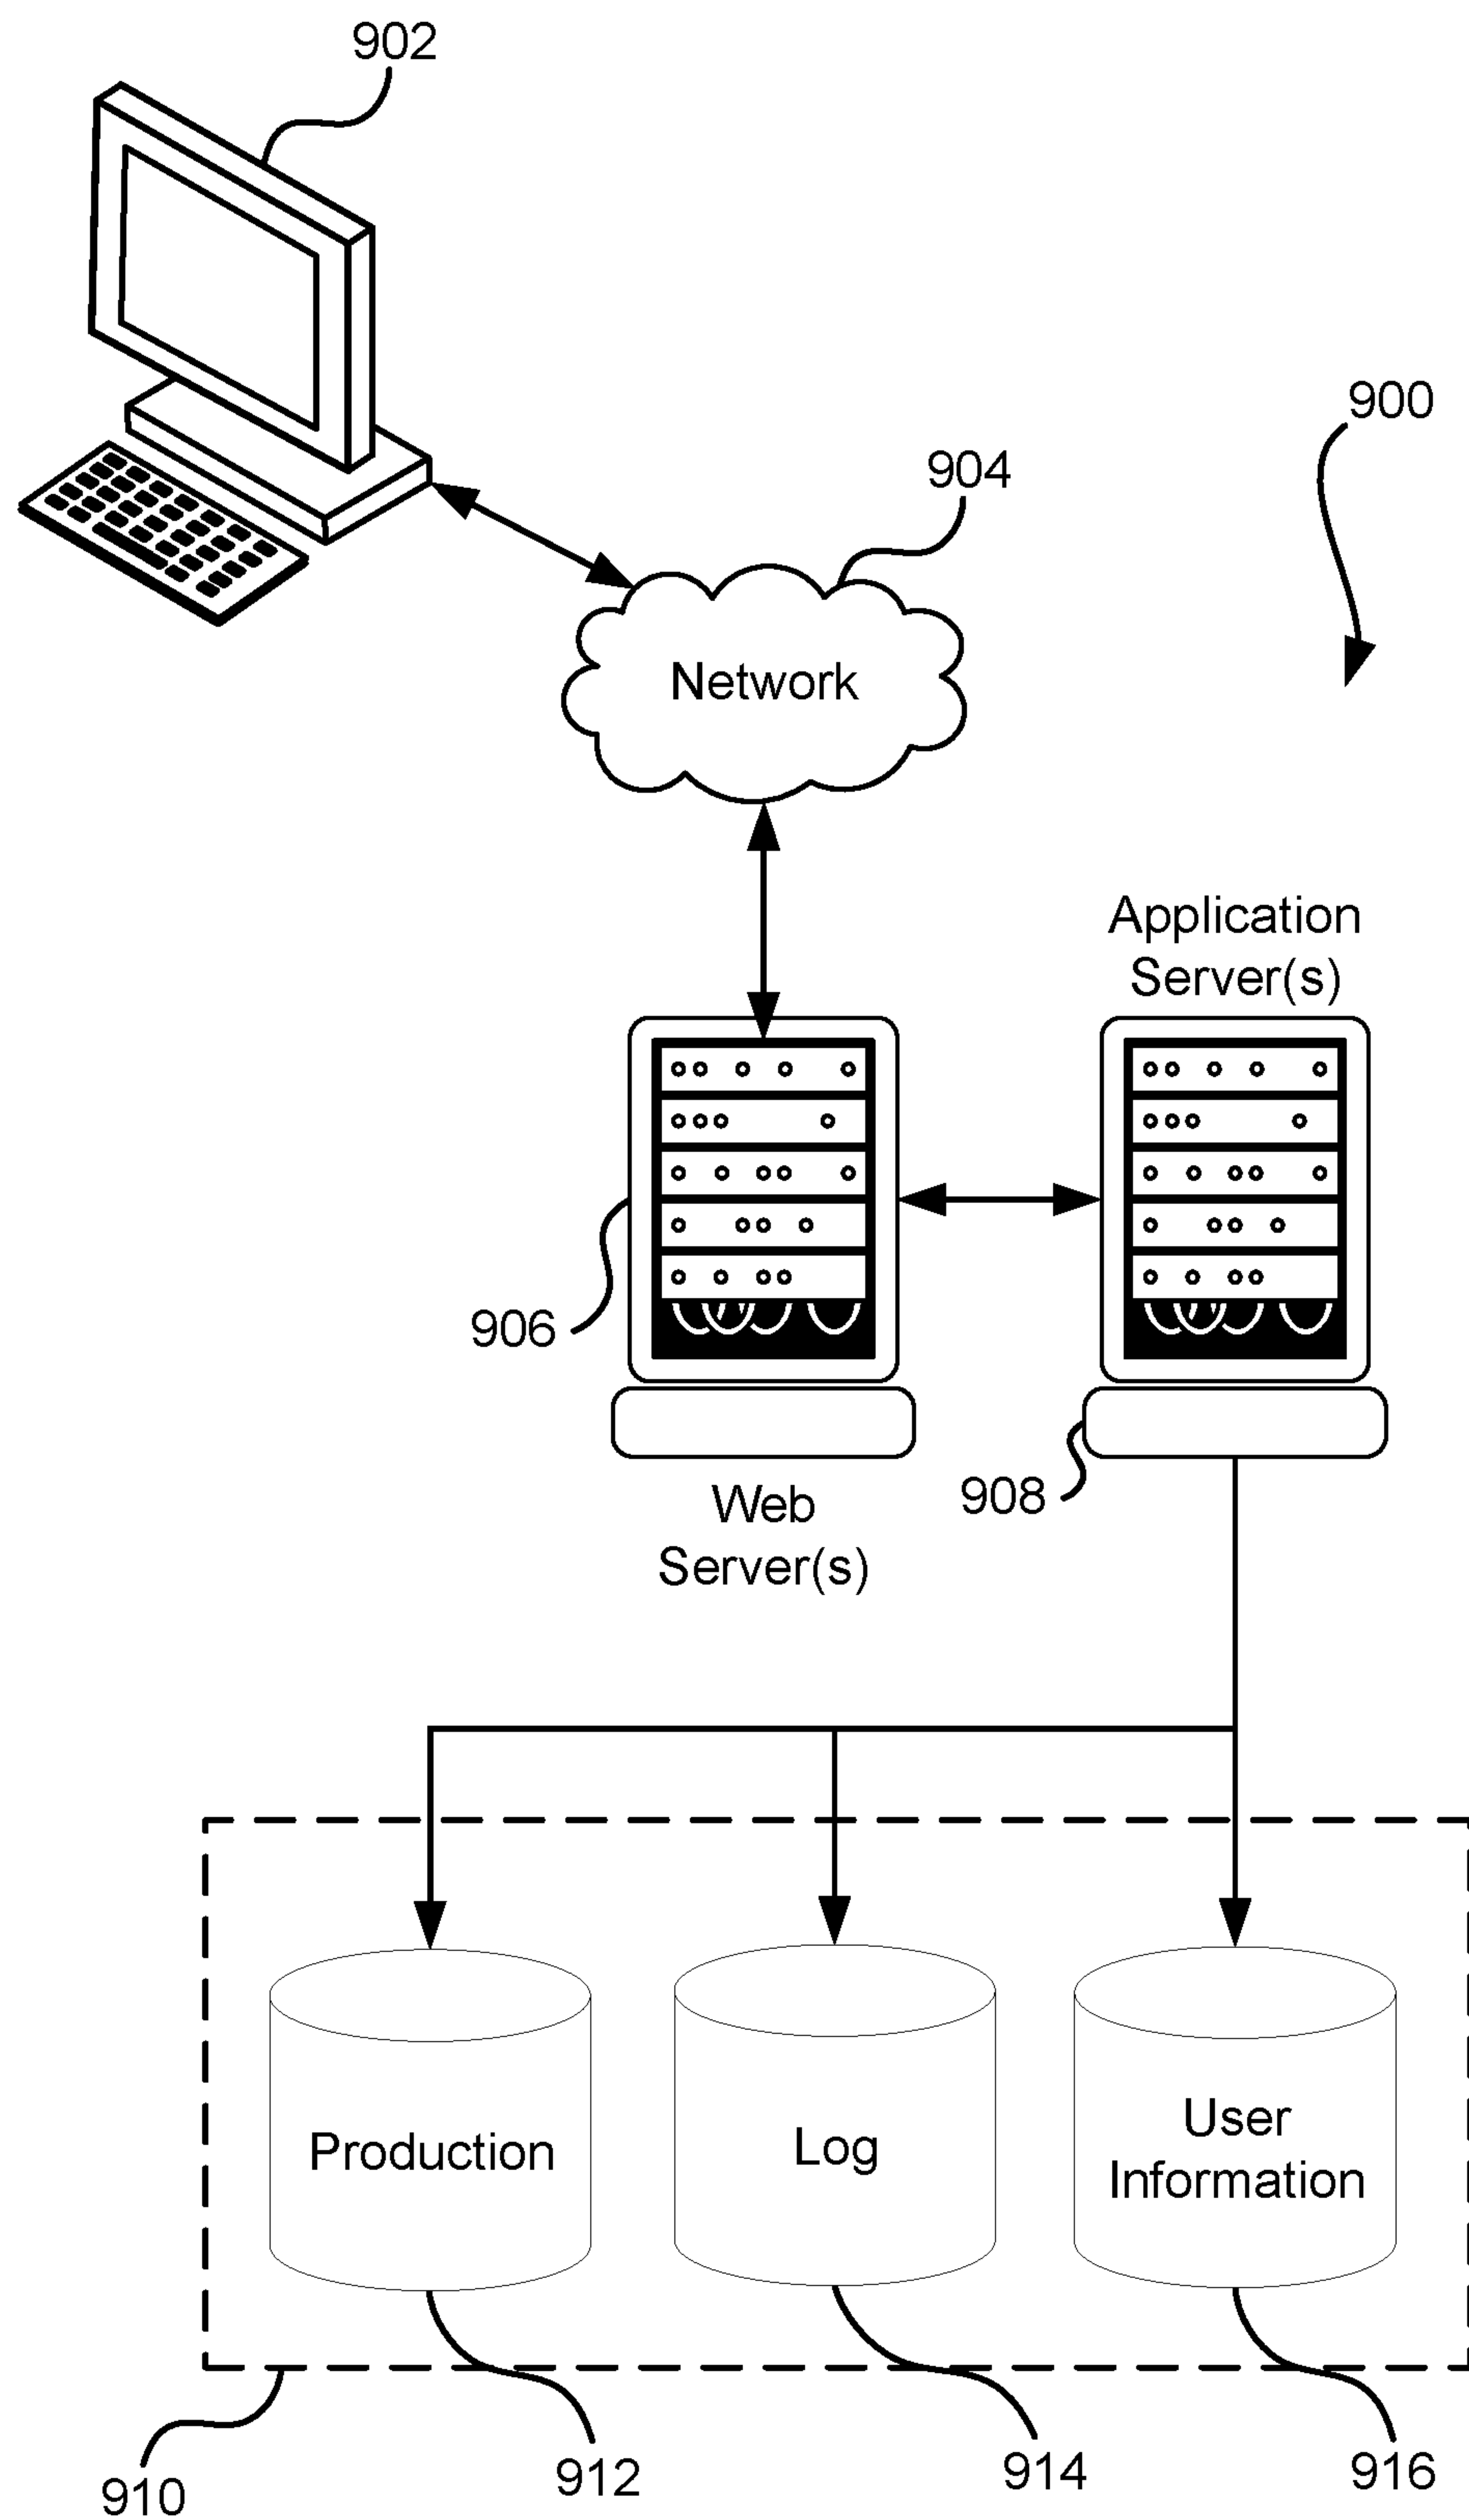 902
900
904
Network
Application
Server(s)
906
908
Web
Server(s)
Production
Log
User
Information
910
912
914
916